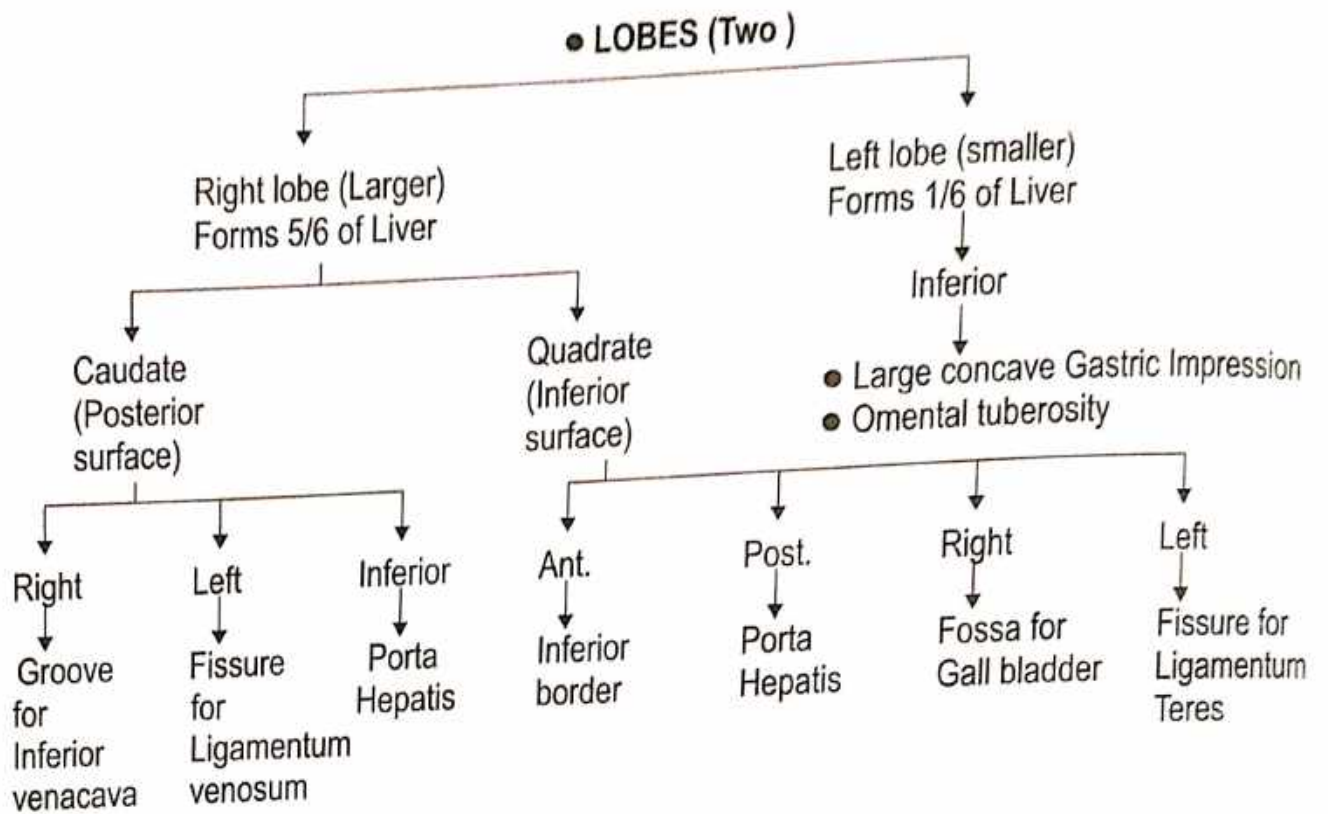 ● LOBES (Two )
Right lobe (Larger)
Forms 5/6 of Liver
Left lobe (smaller)
Forms 1/6 of Liver
Inferior
● Large concave Gastric Impression
● Omental tuberosity
Caudate
(Posterior
surface)
Quadrate
(Inferior
surface)
Right
Groove
for
Inferior
venacava
Left
Fissure
for
Ligamentum
venosum
Inferior
Porta
Hepatis
Ant.
Inferior
border
Post.
Porta
Hepatis
Right
Fossa for
Gall bladder
Left
Fissure for
Ligamentum
Teres